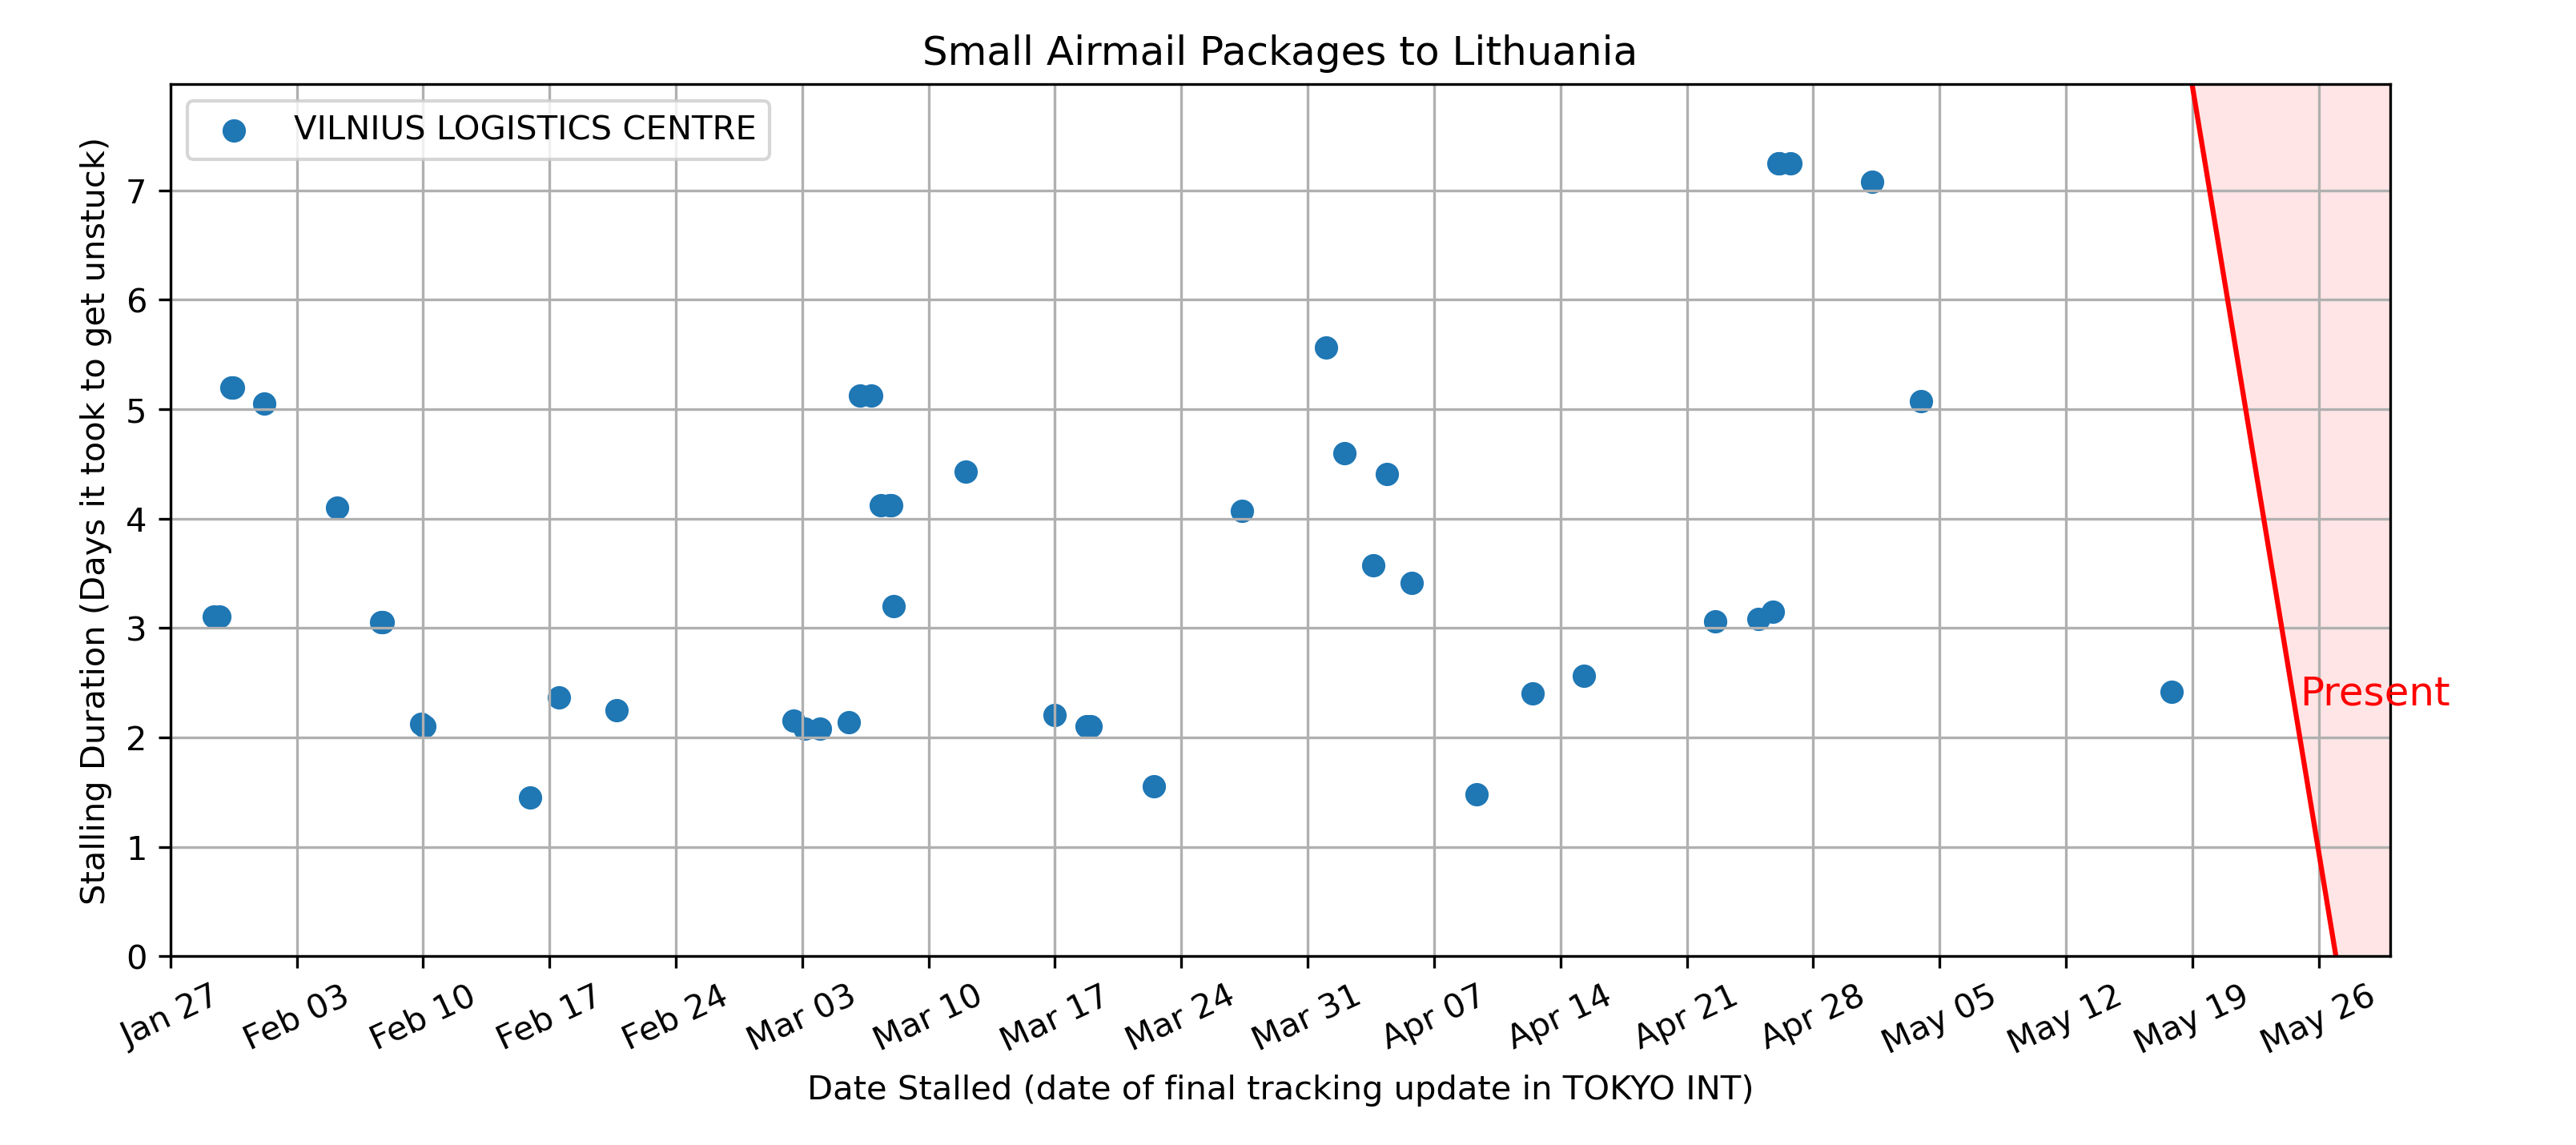 Small Airmail Packages to Lithuania
VILNIUS LOGISTICS CENTRE
Stalling Duration (Days it took to get unstuck)
7
6
5
4
3
2
1
0
Present
Jan 27
Feb 03
Feb 10
Feb 17
Feb 24
Mar 03
Mar 10
Mar 17
Mar 24
Mar 31
Apr 07
Apr 14
Apr 21
Apr 28
May 05
May 12
May 19
May 26
Date Stalled (date of final tracking update in TOKYO INT)